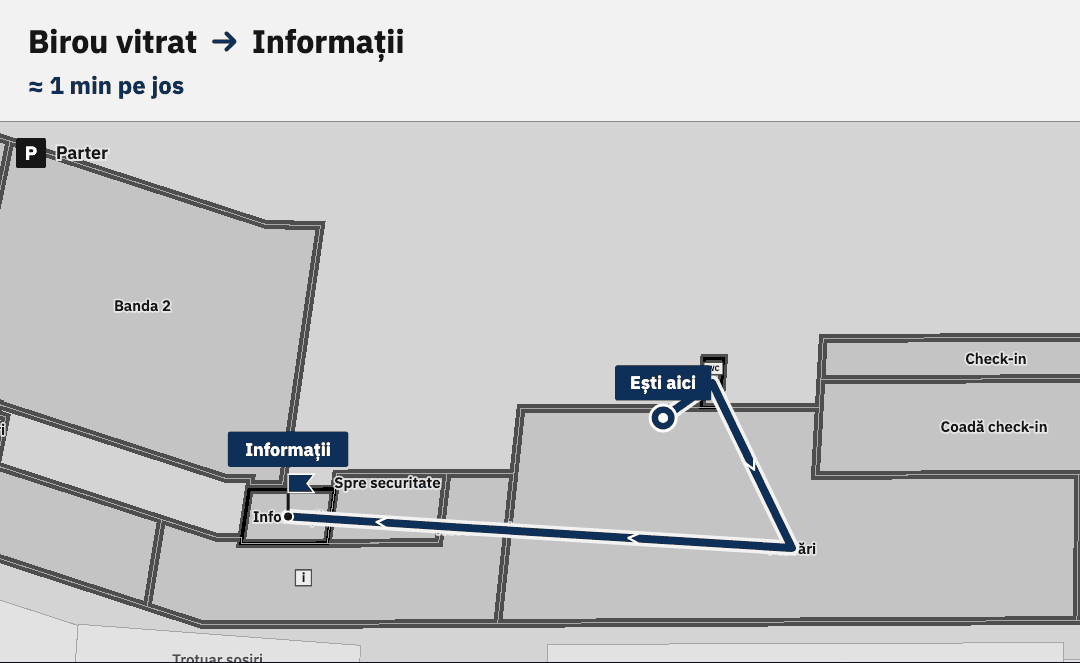 Birou vitrat → Informații
≈ 1 min pe jos
P Parter
Banda 2
Check-in
WC
Ești aici
Coadă check-in
Informații
Spre securitate
Info
ări
i
Trotuar sosiri